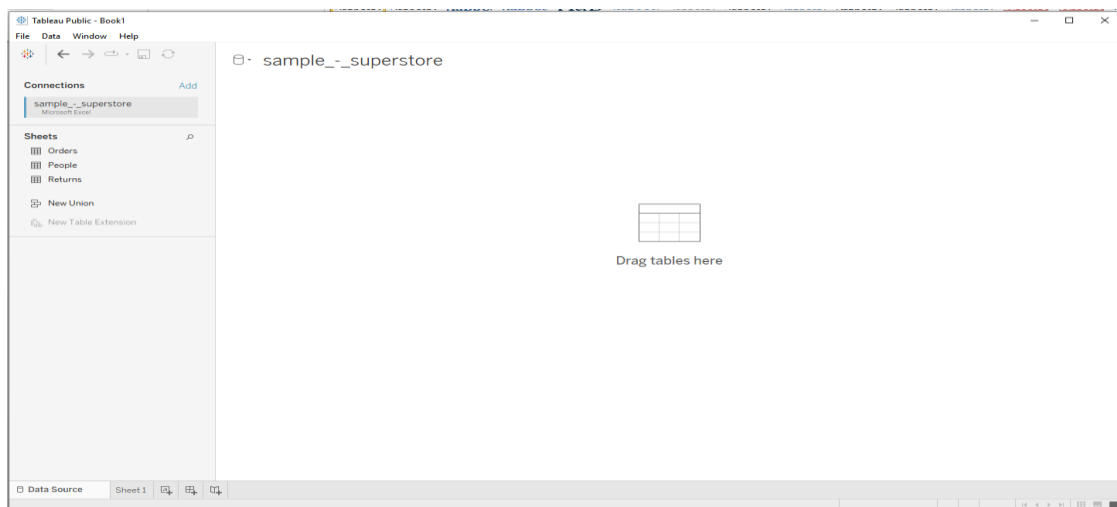 Tableau Public - Book1
File Data Window Help
sample_-_superstore
Connections Add
sample_-_superstore
Microsoft Excel
Sheets
Orders
People
Returns
New Union
New Table Extension
Drag tables here
Data Source Sheet 1